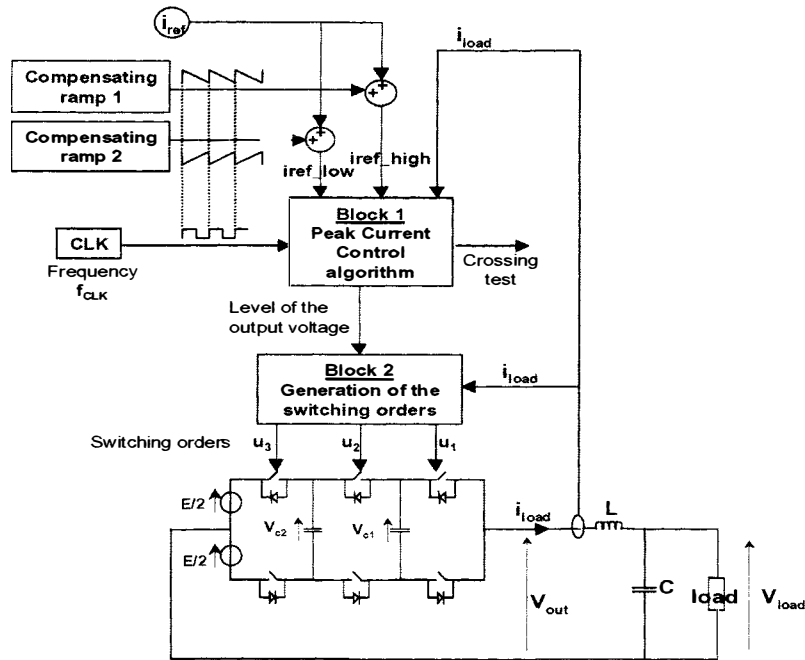 iref
iload
Compensating
ramp 1
Compensating
ramp 2
+
+
+
iref_low
iref_high
Block 1
Peak Current
Control
algorithm
CLK
Frequency
fCLK
Crossing
test
Level of the
output voltage
Block 2
Generation of the
switching orders
iload
Switching orders
u3
u2
u1
E/2
E/2
Vc2
Vc1
iload
L
Vout
C
load
Vload